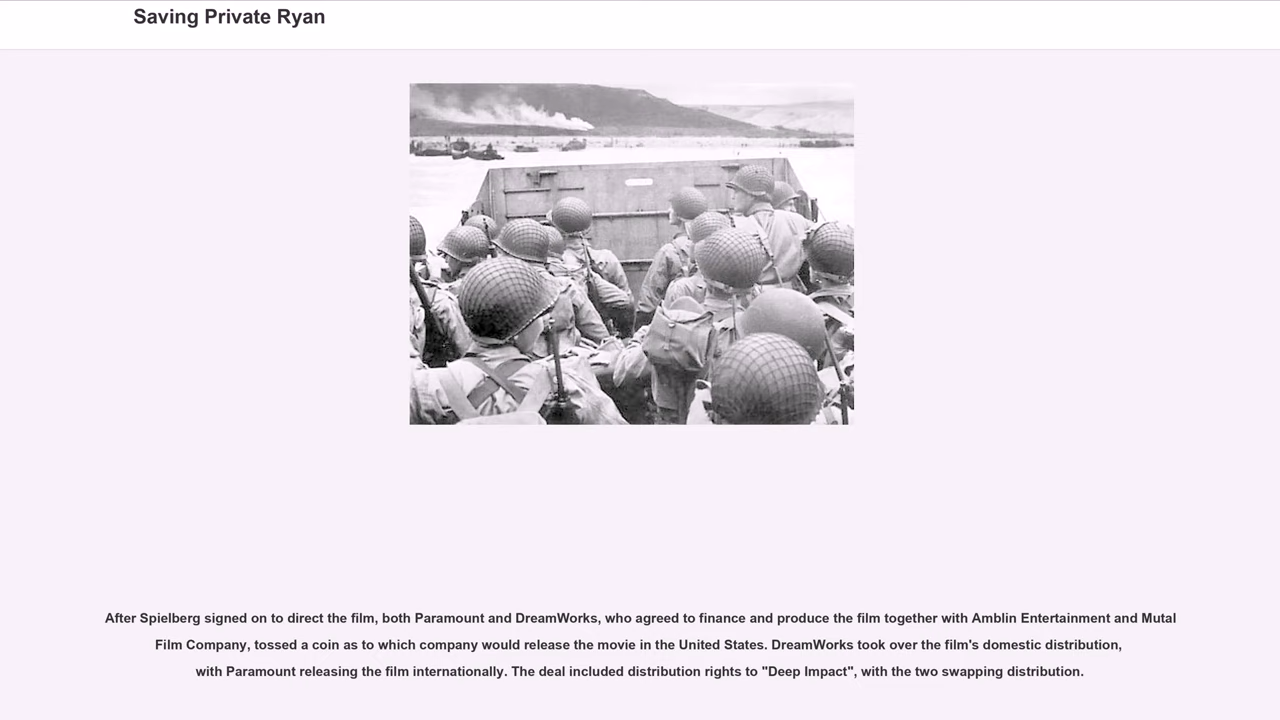 Saving Private Ryan
After Spielberg signed on to direct the film, both Paramount and DreamWorks, who agreed to finance and produce the film together with Amblin Entertainment and Mutal
Film Company, tossed a coin as to which company would release the movie in the United States. DreamWorks took over the film's domestic distribution,
with Paramount releasing the film internationally. The deal included distribution rights to "Deep Impact", with the two swapping distribution.